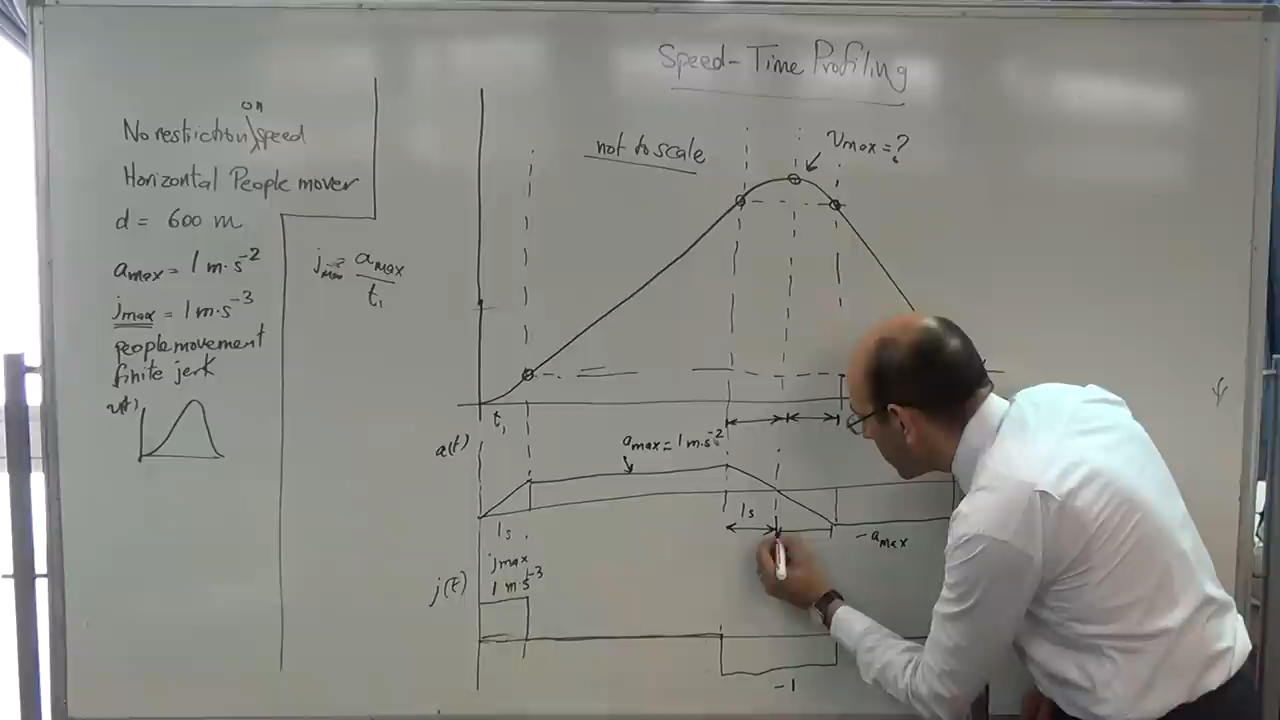 Speed-Time Profiling
on
No restriction speed
Horizontal People mover
d = 600 m
amax = 1 m·s⁻²
jmax = 1 m·s⁻³
people movement
finite jerk
v(t)
jmax = amax / t₁
not to scale
vmax = ?
t₁
a(t)
amax = 1 m·s⁻²
1s
1s
-amax
j(t)
jmax
1 m·s⁻³
-1